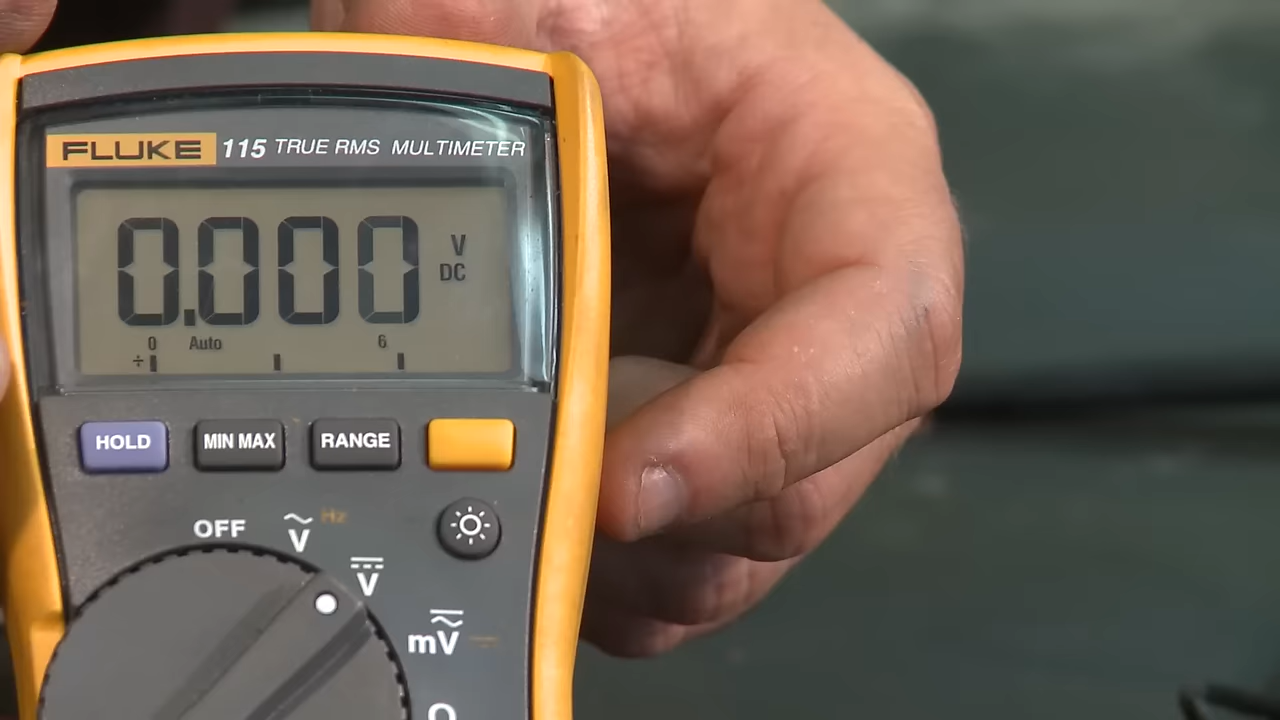 FLUKE 115 TRUE RMS MULTIMETER
0.000 V
DC
0 Auto 6
÷
HOLD MIN MAX RANGE
OFF V Hz
V
mV
Ω